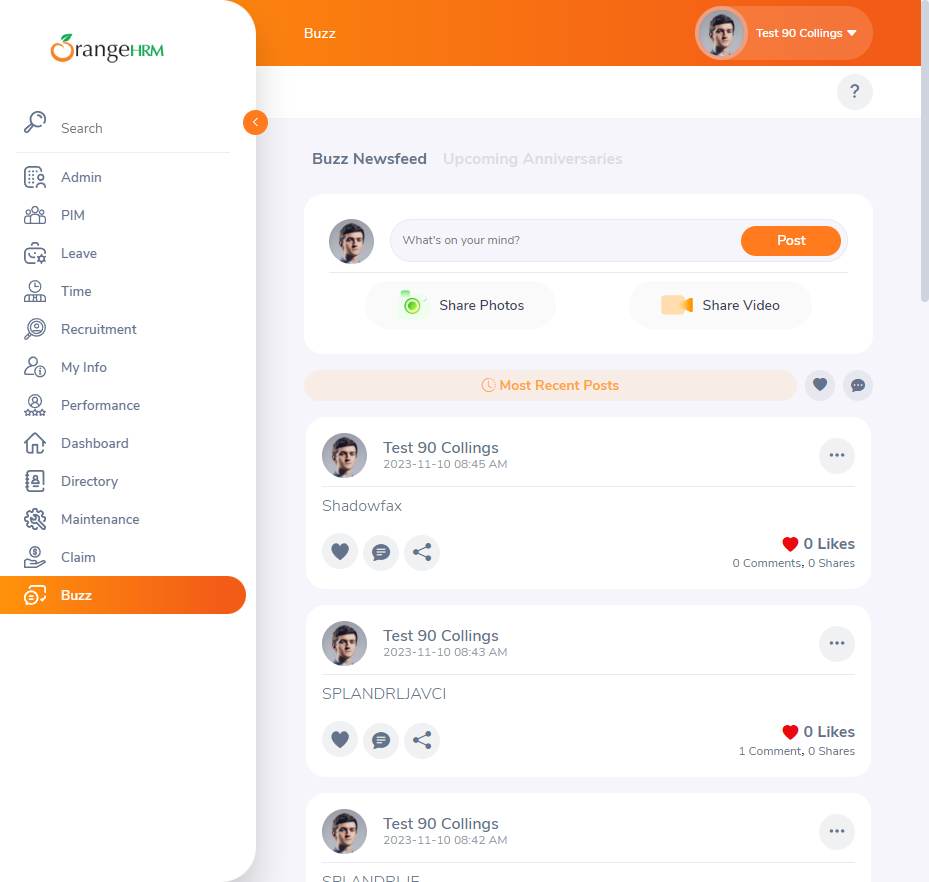 OrangeHRM
Search
Admin
PIM
Leave
Time
Recruitment
My Info
Performance
Dashboard
Directory
Maintenance
Claim
Buzz
Buzz
Test 90 Collings
?
Buzz Newsfeed Upcoming Anniversaries
What's on your mind? Post
Share Photos Share Video
Most Recent Posts
Test 90 Collings
2023-11-10 08:45 AM
Shadowfax
0 Likes
0 Comments, 0 Shares
Test 90 Collings
2023-11-10 08:43 AM
SPLANDRLJAVCI
0 Likes
1 Comment, 0 Shares
Test 90 Collings
2023-11-10 08:42 AM